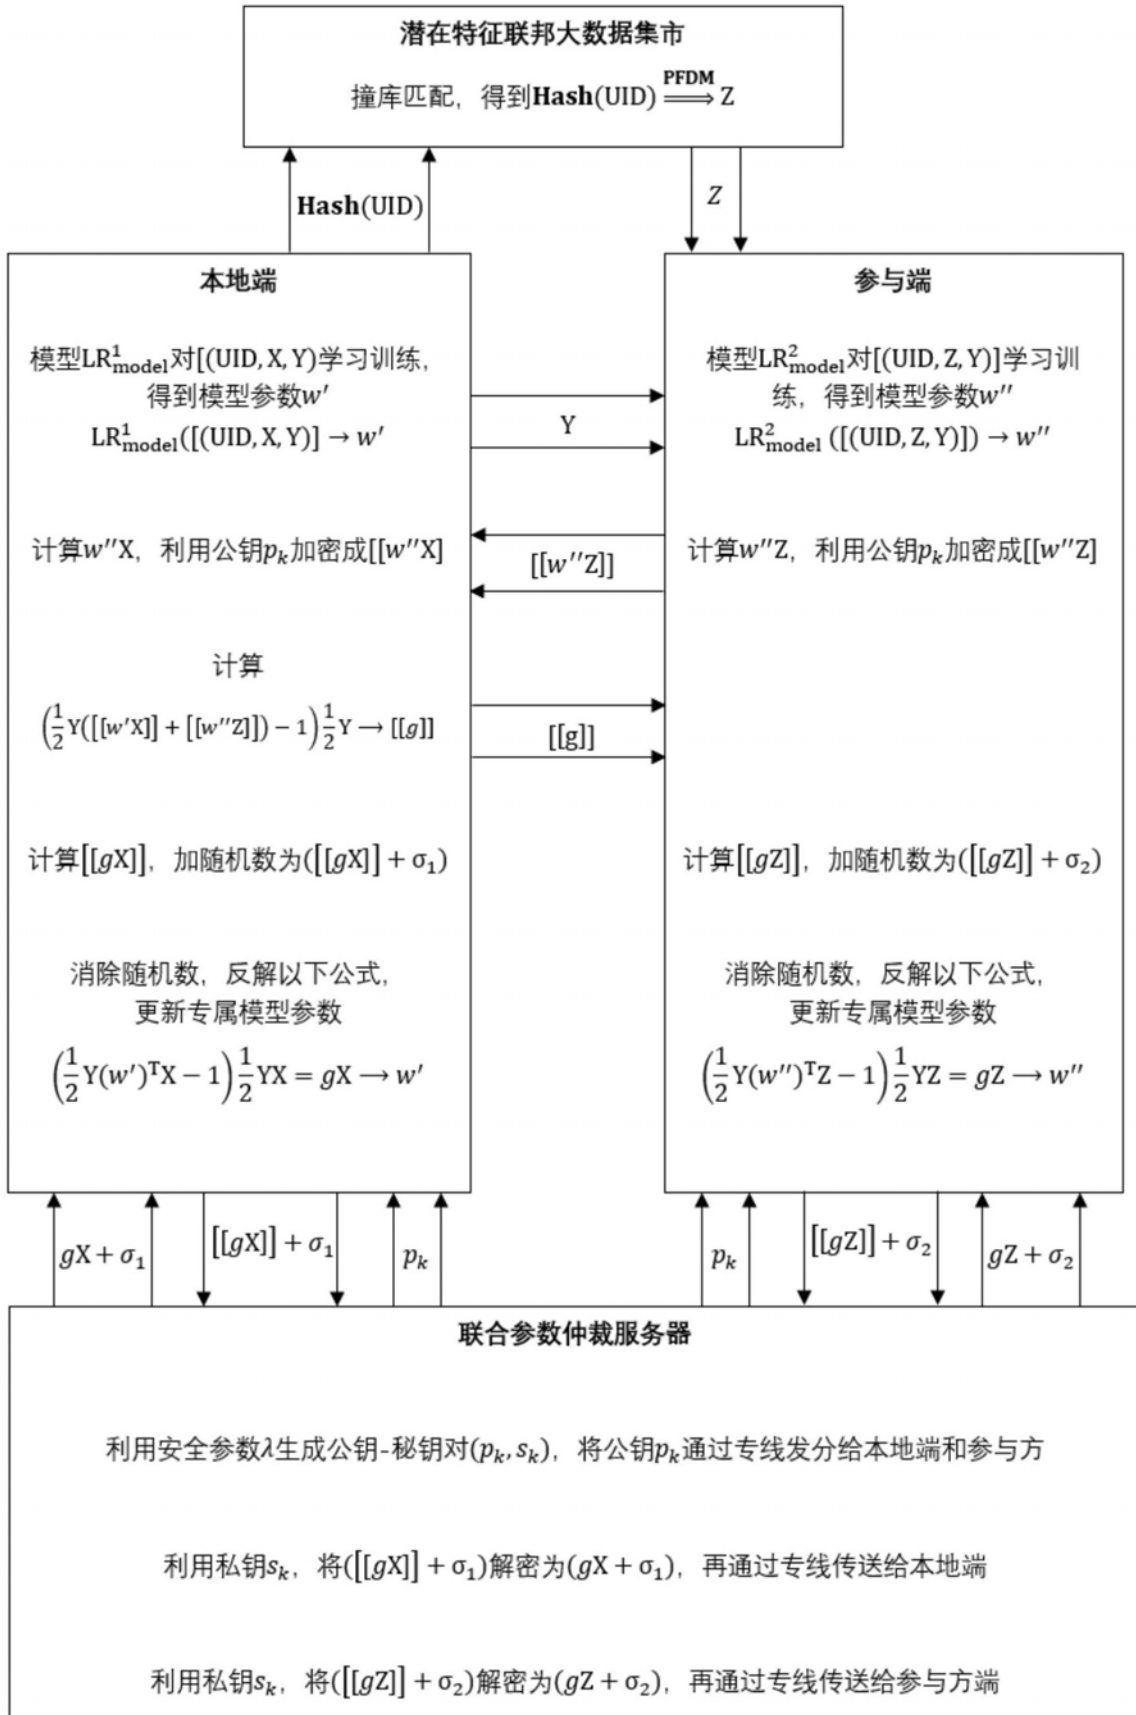 潜在特征联邦大数据集市
撞库匹配，得到Hash(UID) PFDM⟹ Z
Hash(UID)
Z
本地端
模型LR¹model对[(UID, X, Y)学习训练，
得到模型参数w′
LR¹model([(UID, X, Y)] → w′
计算w″X，利用公钥pₖ加密成[[w″X]
计算
(½Y([[w′X]] + [[w″Z]]) − 1)½Y → [[g]]
计算[[gX]]，加随机数为([[gX]] + σ₁)
消除随机数，反解以下公式，
更新专属模型参数
(½Y(w′)ᵀX − 1)½YX = gX → w′
Y
[[w″Z]]
[[g]]
参与端
模型LR²model对[(UID, Z, Y)]学习训
练，得到模型参数w″
LR²model ([(UID, Z, Y)]) → w″
计算w″Z，利用公钥pₖ加密成[[w″Z]
计算[[gZ]]，加随机数为([[gZ]] + σ₂)
消除随机数，反解以下公式，
更新专属模型参数
(½Y(w″)ᵀZ − 1)½YZ = gZ → w″
gX + σ₁
[[gX]] + σ₁
pₖ
pₖ
[[gZ]] + σ₂
gZ + σ₂
联合参数仲裁服务器
利用安全参数λ生成公钥-秘钥对(pₖ, sₖ)，将公钥pₖ通过专线发分给本地端和参与方
利用私钥sₖ，将([[gX]] + σ₁)解密为(gX + σ₁)，再通过专线传送给本地端
利用私钥sₖ，将([[gZ]] + σ₂)解密为(gZ + σ₂)，再通过专线传送给参与方端